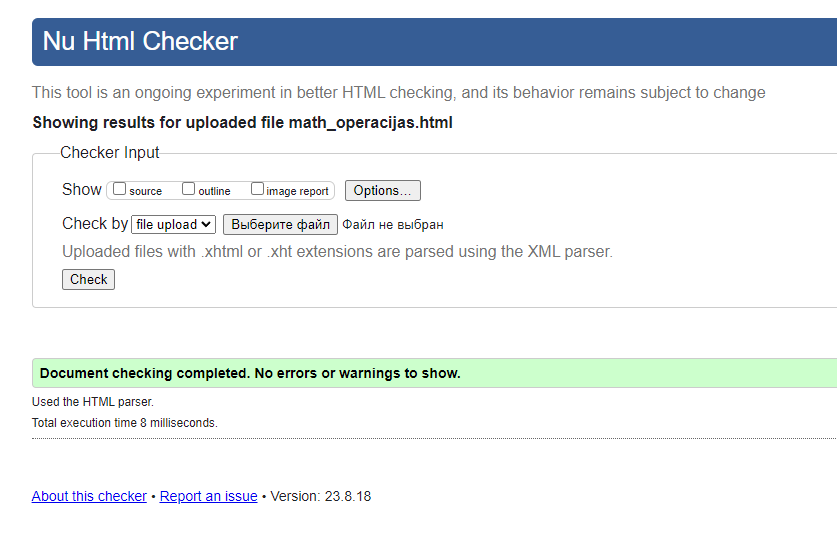 Nu Html Checker
This tool is an ongoing experiment in better HTML checking, and its behavior remains subject to change
Showing results for uploaded file math_operacijas.html
Checker Input
Show source outline image report Options...
Check by file upload Выберите файл Файл не выбран
Uploaded files with .xhtml or .xht extensions are parsed using the XML parser.
Check
Document checking completed. No errors or warnings to show.
Used the HTML parser.
Total execution time 8 milliseconds.
About this checker • Report an issue • Version: 23.8.18